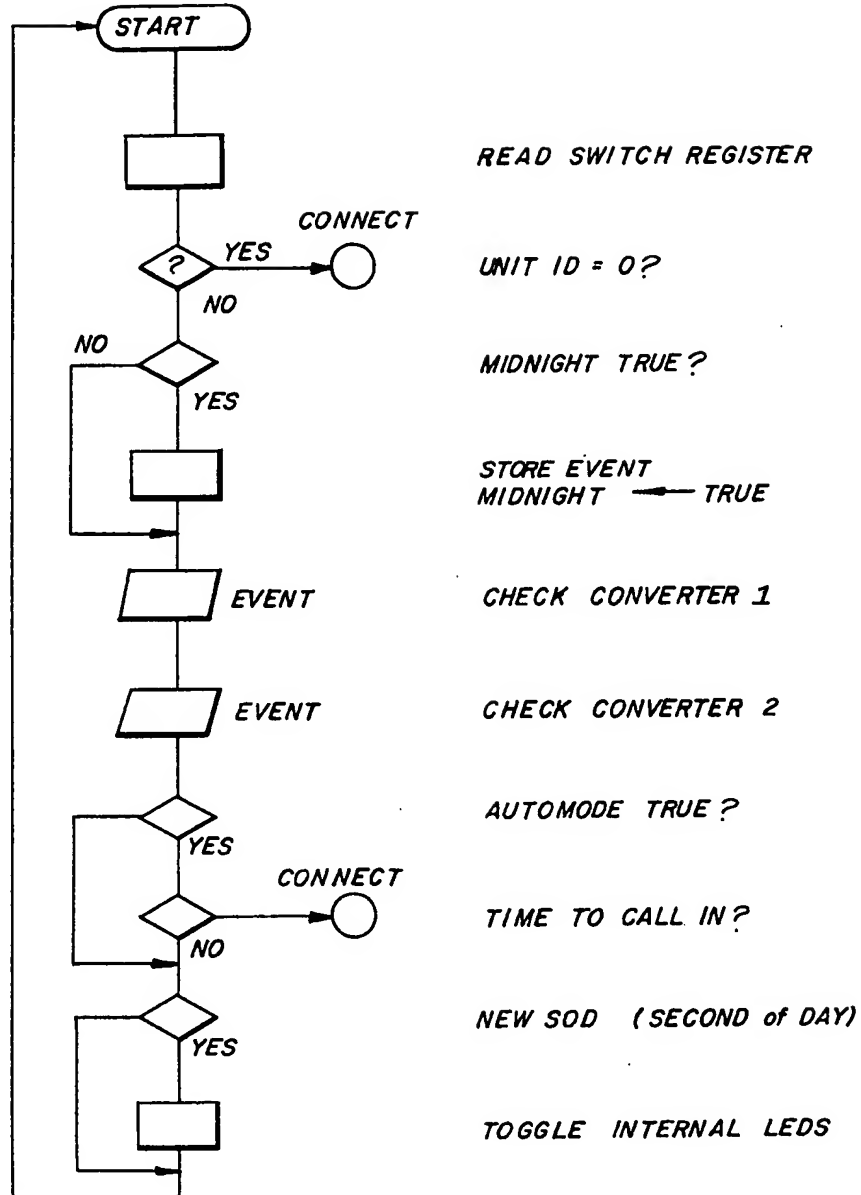 START
READ SWITCH REGISTER
CONNECT
? YES UNIT ID = 0?
NO
NO MIDNIGHT TRUE?
YES
STORE EVENT
MIDNIGHT ← TRUE
EVENT CHECK CONVERTER 1
EVENT CHECK CONVERTER 2
AUTOMODE TRUE?
YES
CONNECT
TIME TO CALL IN?
NO
NEW SOD (SECOND of DAY)
YES
TOGGLE INTERNAL LEDS